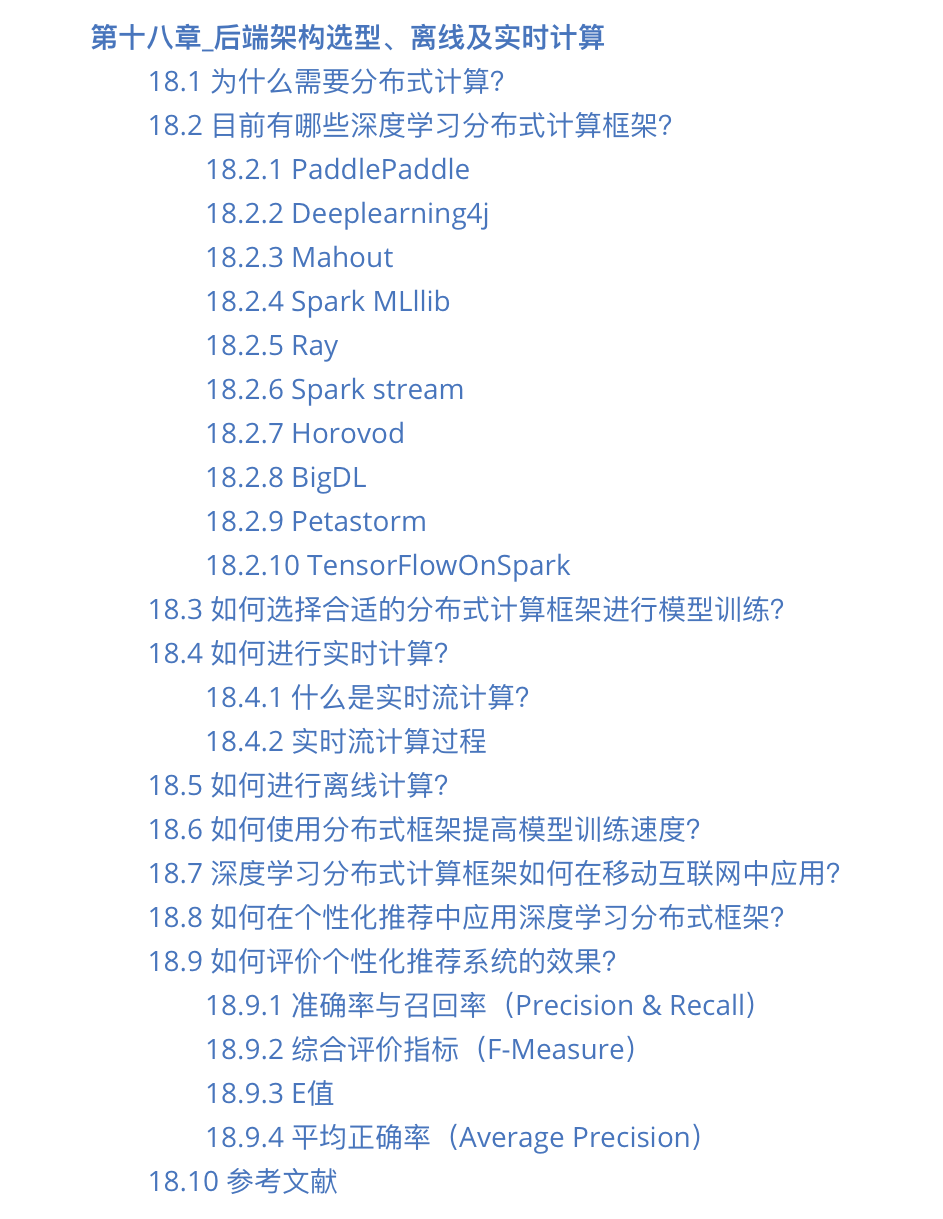 第十八章_后端架构选型、离线及实时计算
18.1 为什么需要分布式计算?
18.2 目前有哪些深度学习分布式计算框架?
18.2.1 PaddlePaddle
18.2.2 Deeplearning4j
18.2.3 Mahout
18.2.4 Spark MLllib
18.2.5 Ray
18.2.6 Spark stream
18.2.7 Horovod
18.2.8 BigDL
18.2.9 Petastorm
18.2.10 TensorFlowOnSpark
18.3 如何选择合适的分布式计算框架进行模型训练?
18.4 如何进行实时计算?
18.4.1 什么是实时流计算?
18.4.2 实时流计算过程
18.5 如何进行离线计算?
18.6 如何使用分布式框架提高模型训练速度?
18.7 深度学习分布式计算框架如何在移动互联网中应用?
18.8 如何在个性化推荐中应用深度学习分布式框架?
18.9 如何评价个性化推荐系统的效果?
18.9.1 准确率与召回率（Precision & Recall）
18.9.2 综合评价指标（F-Measure）
18.9.3 E值
18.9.4 平均正确率（Average Precision）
18.10 参考文献